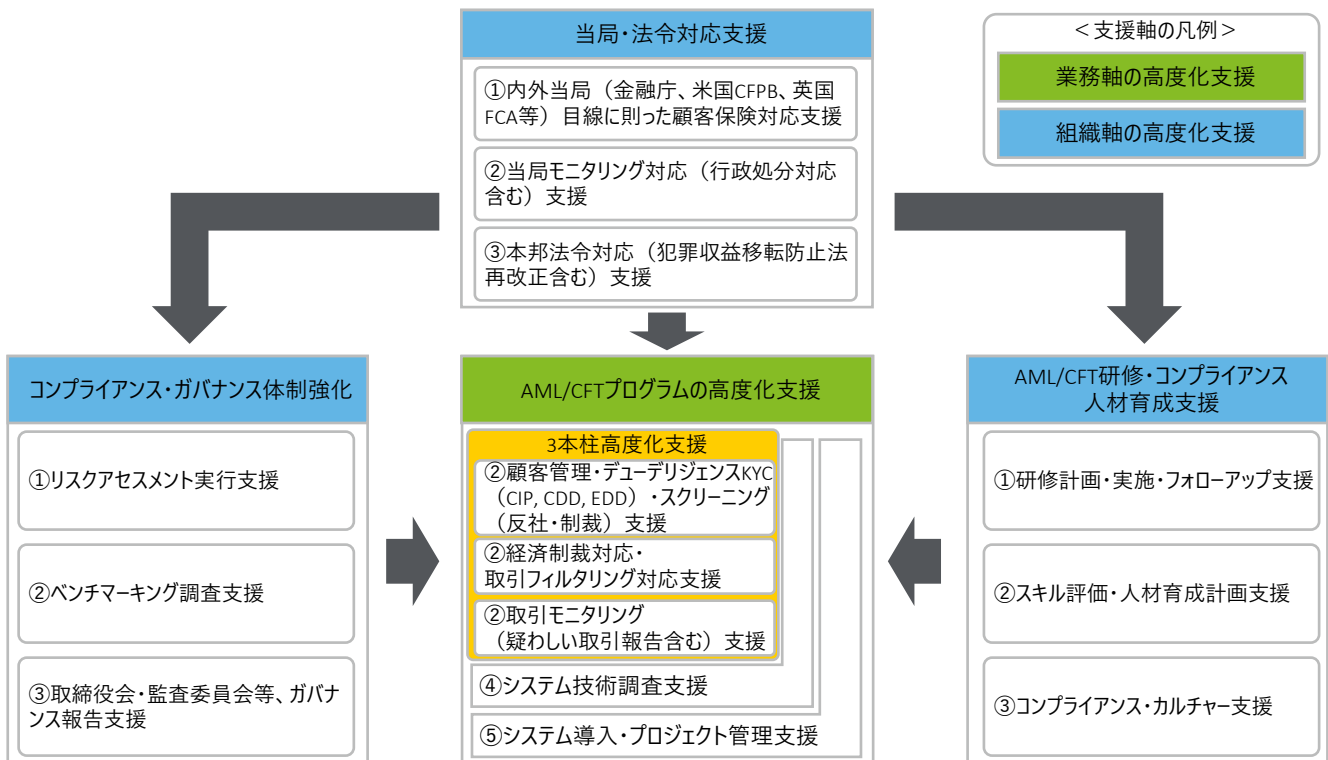 当局・法令対応支援
①内外当局（金融庁、米国CFPB、英国
FCA等）目線に則った顧客保険対応支援
②当局モニタリング対応（行政処分対応
含む）支援
③本邦法令対応（犯罪収益移転防止法
再改正含む）支援
＜支援軸の凡例＞
業務軸の高度化支援
組織軸の高度化支援
コンプライアンス・ガバナンス体制強化
①リスクアセスメント実行支援
②ベンチマーキング調査支援
③取締役会・監査委員会等、ガバナ
ンス報告支援
AML/CFTプログラムの高度化支援
3本柱高度化支援
②顧客管理・デューデリジェンスKYC
（CIP, CDD, EDD）・スクリーニング
（反社・制裁）支援
②経済制裁対応・
取引フィルタリング対応支援
②取引モニタリング
（疑わしい取引報告含む）支援
④システム技術調査支援
⑤システム導入・プロジェクト管理支援
AML/CFT研修・コンプライアンス
人材育成支援
①研修計画・実施・フォローアップ支援
②スキル評価・人材育成計画支援
③コンプライアンス・カルチャー支援